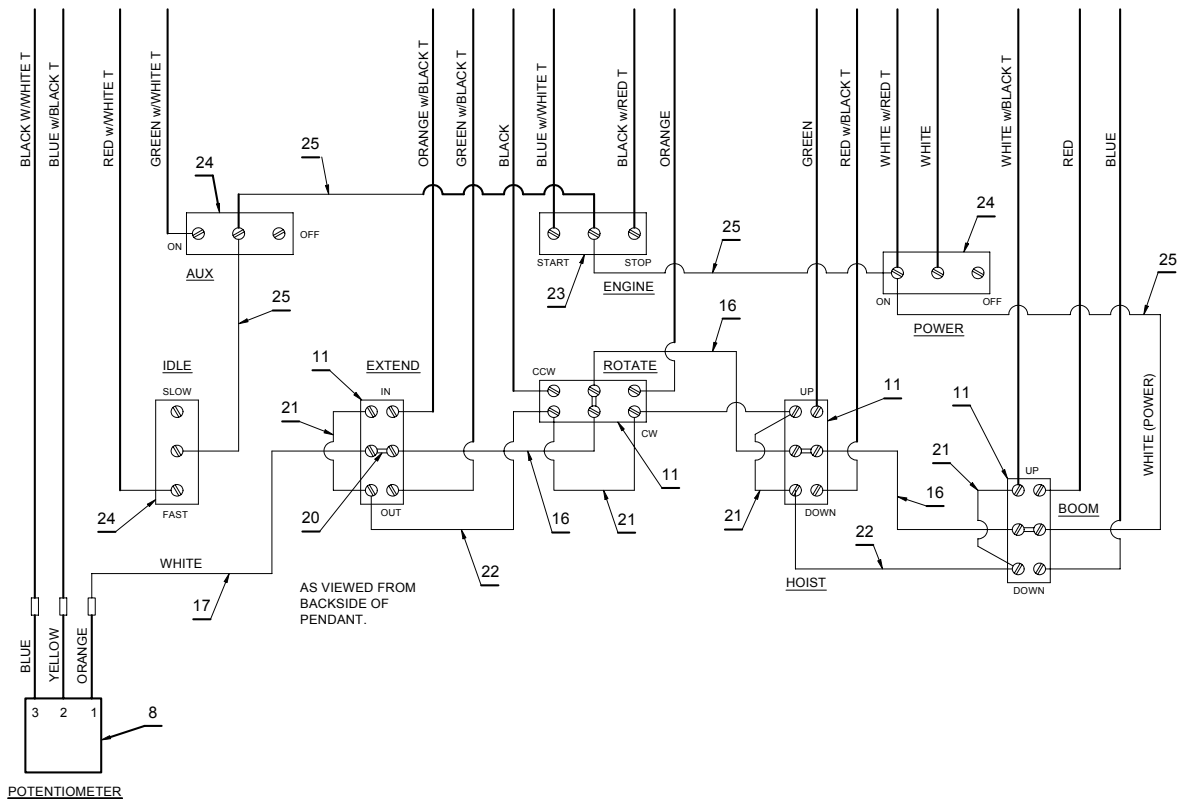 BLACK W/WHITE T
BLUE w/BLACK T
RED w/WHITE T
GREEN w/WHITE T
ORANGE w/BLACK T
GREEN w/BLACK T
BLACK
BLUE w/WHITE T
BLACK w/RED T
ORANGE
GREEN
RED w/BLACK T
WHITE w/RED T
WHITE
WHITE w/BLACK T
RED
BLUE
24
25
ON
OFF
AUX
START
STOP
23
ENGINE
25
24
ON
OFF
POWER
25
25
IDLE
SLOW
FAST
24
11
EXTEND
IN
OUT
21
20
22
16
CCW
ROTATE
CW
11
21
16
UP
11
DOWN
21
HOIST
16
22
11
21
UP
BOOM
DOWN
WHITE (POWER)
WHITE
17
AS VIEWED FROM
BACKSIDE OF
PENDANT.
BLUE
YELLOW
ORANGE
3
2
1
8
POTENTIOMETER